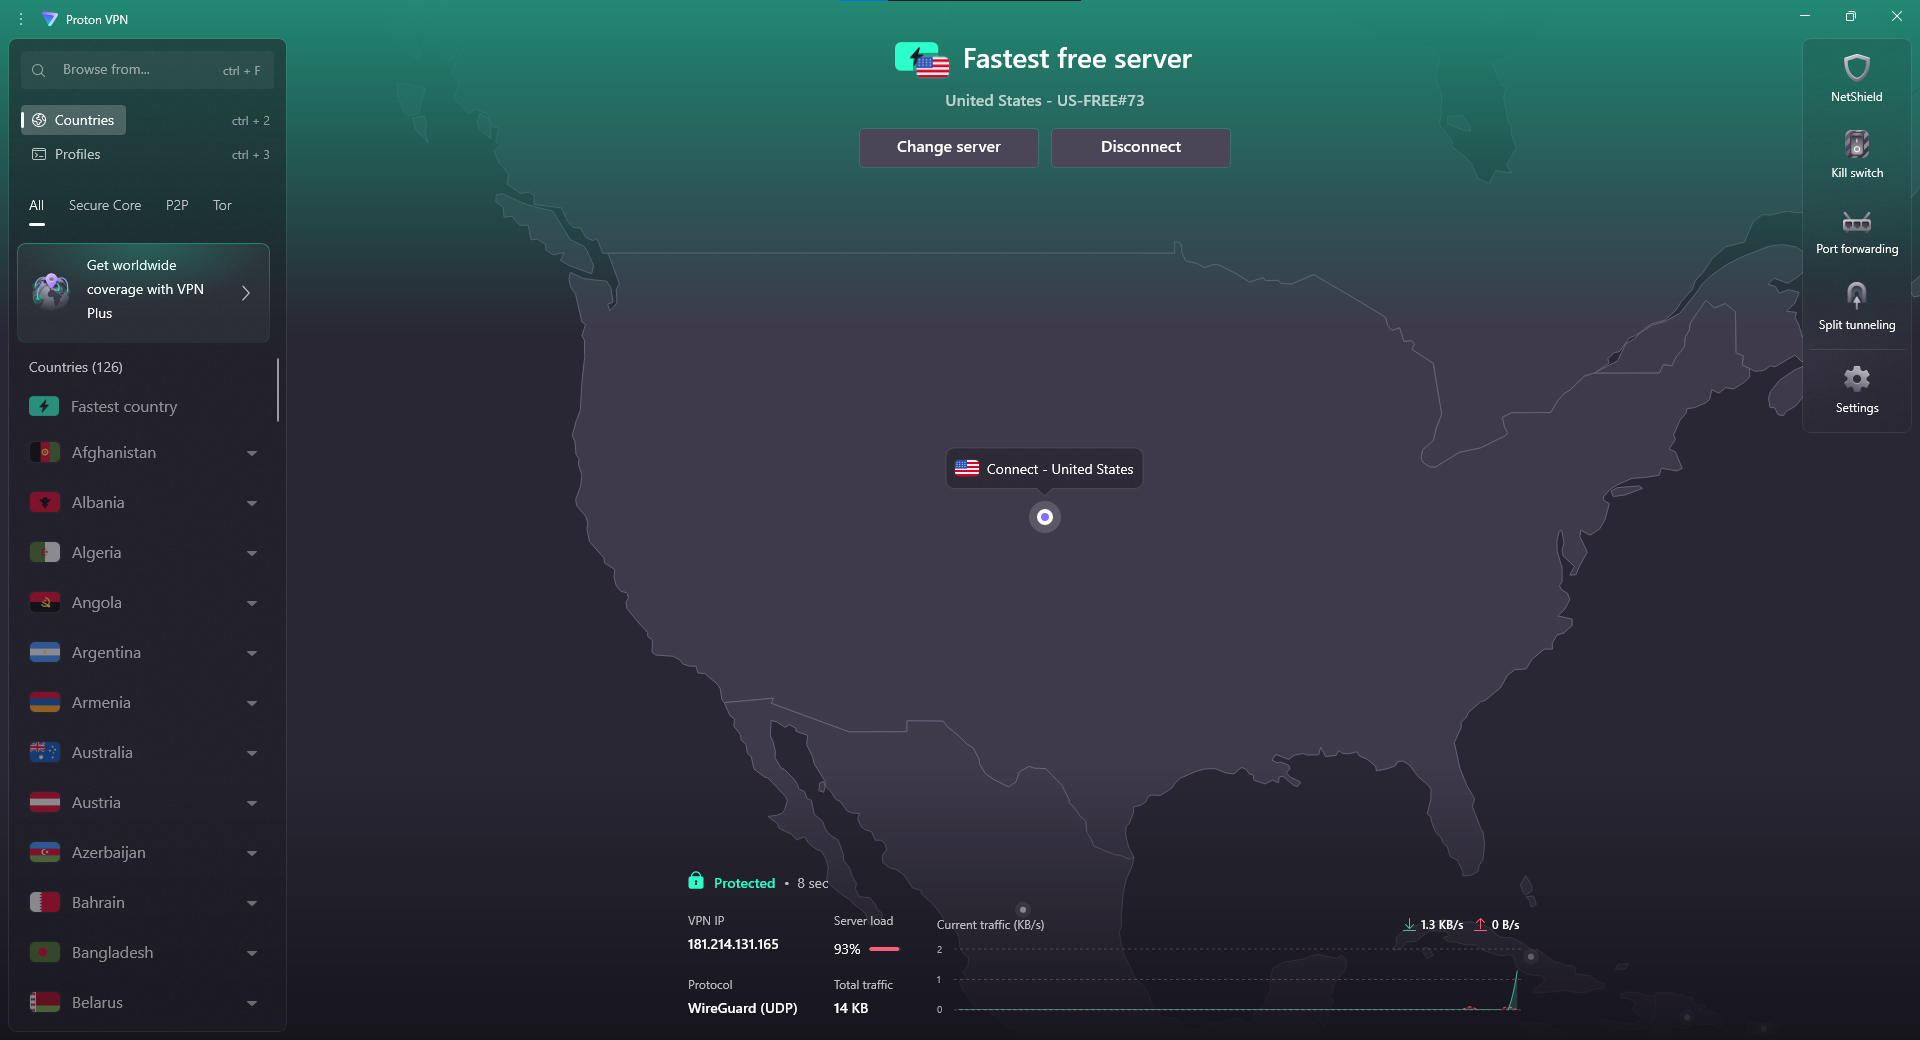 Proton VPN
Browse from...
ctrl + F
Countries
ctrl + 2
Profiles
ctrl + 3
All
Secure Core
P2P
Tor
Get worldwide
coverage with VPN
Plus
Countries (126)
Fastest country
Afghanistan
Albania
Algeria
Angola
Argentina
Armenia
Australia
Austria
Azerbaijan
Bahrain
Bangladesh
Belarus
Fastest free server
United States - US-FREE#73
Change server
Disconnect
Connect - United States
Protected • 8 sec
VPN IP
181.214.131.165
Server load
93%
Protocol
WireGuard (UDP)
Total traffic
14 KB
Current traffic (KB/s)
1.3 KB/s
0 B/s
2
1
0
NetShield
Kill switch
Port forwarding
Split tunneling
Settings